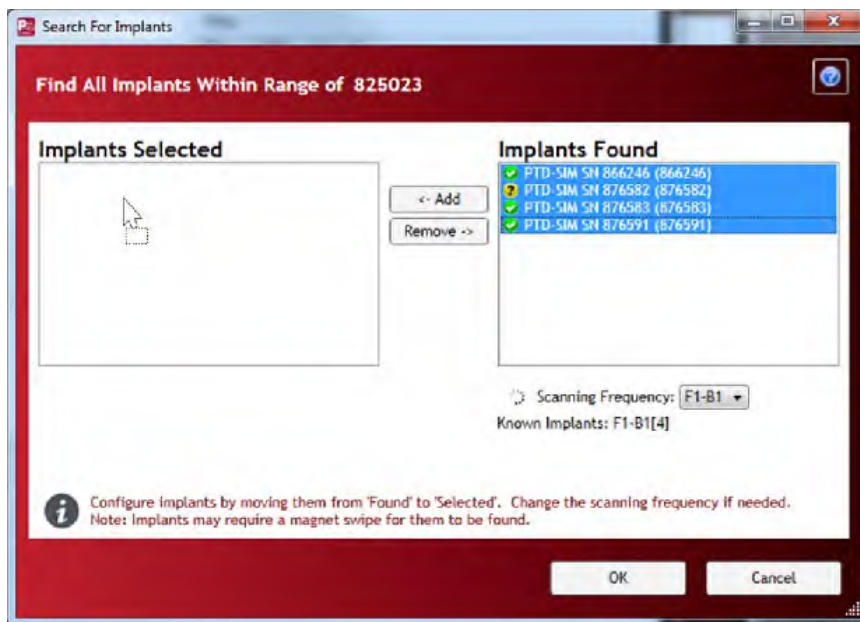 Search For Implants
Find All Implants Within Range of 825023
Implants Selected
<- Add
Remove ->
Implants Found
PTD-SIM SN 866246 (866246)
PTD-SIM SN 876582 (876582)
PTD-SIM SN 876583 (876583)
PTD-SIM SN 876591 (876591)
Scanning Frequency: F1-B1
Known Implants: F1-B1[4]
Configure implants by moving them from 'Found' to 'Selected'. Change the scanning frequency if needed.
Note: Implants may require a magnet swipe for them to be found.
OK
Cancel